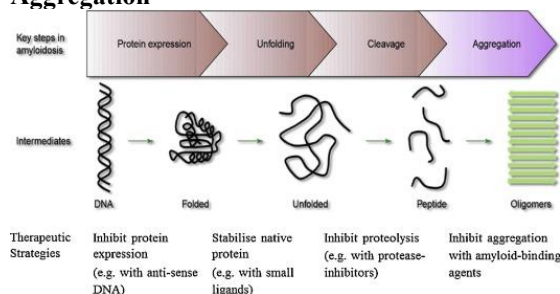 Aggregation
Key steps in
amyloidosis
Protein expression
Unfolding
Cleavage
Aggregation
Intermediates
DNA
Folded
Unfolded
Peptide
Oligomers
Therapeutic
Strategies
Inhibit protein
expression
(e.g. with anti-sense
DNA)
Stabilise native
protein
(e.g. with small
ligands)
Inhibit proteolysis
(e.g. with protease-
inhibitors)
Inhibit aggregation
with amyloid-binding
agents